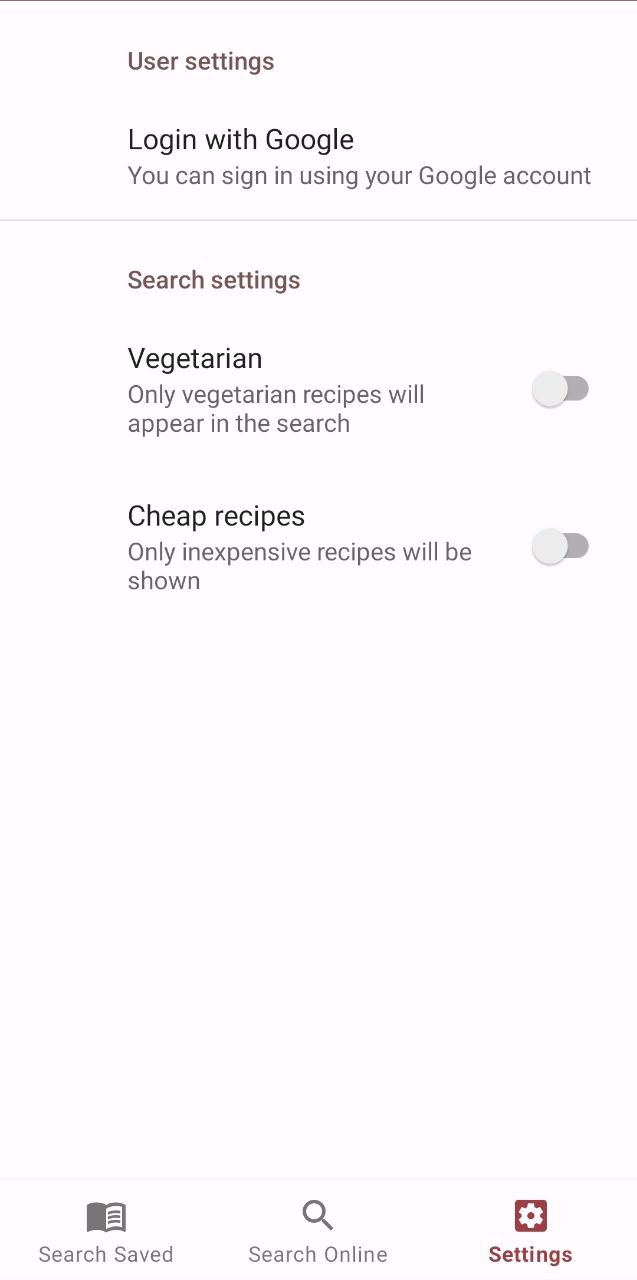 User settings
Login with Google
You can sign in using your Google account
Search settings
Vegetarian
Only vegetarian recipes will
appear in the search
Cheap recipes
Only inexpensive recipes will be
shown
Search Saved
Search Online
Settings